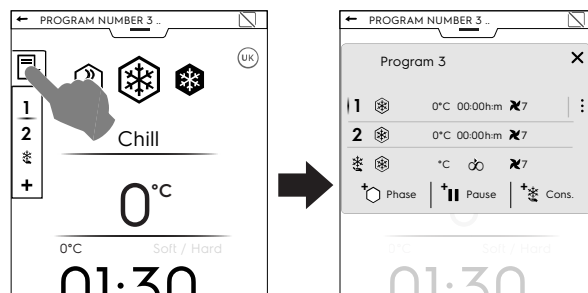 PROGRAM NUMBER 3 ..
UK
1
2
+
Chill
0°C
0°C Soft / Hard
01:30
PROGRAM NUMBER 3 ..
Program 3 ×
1 0°C 00:00h:m 7
2 0°C 00:00h:m 7
°C 7
+ Phase + Pause + Cons.
0°C Soft / Hard
01:30